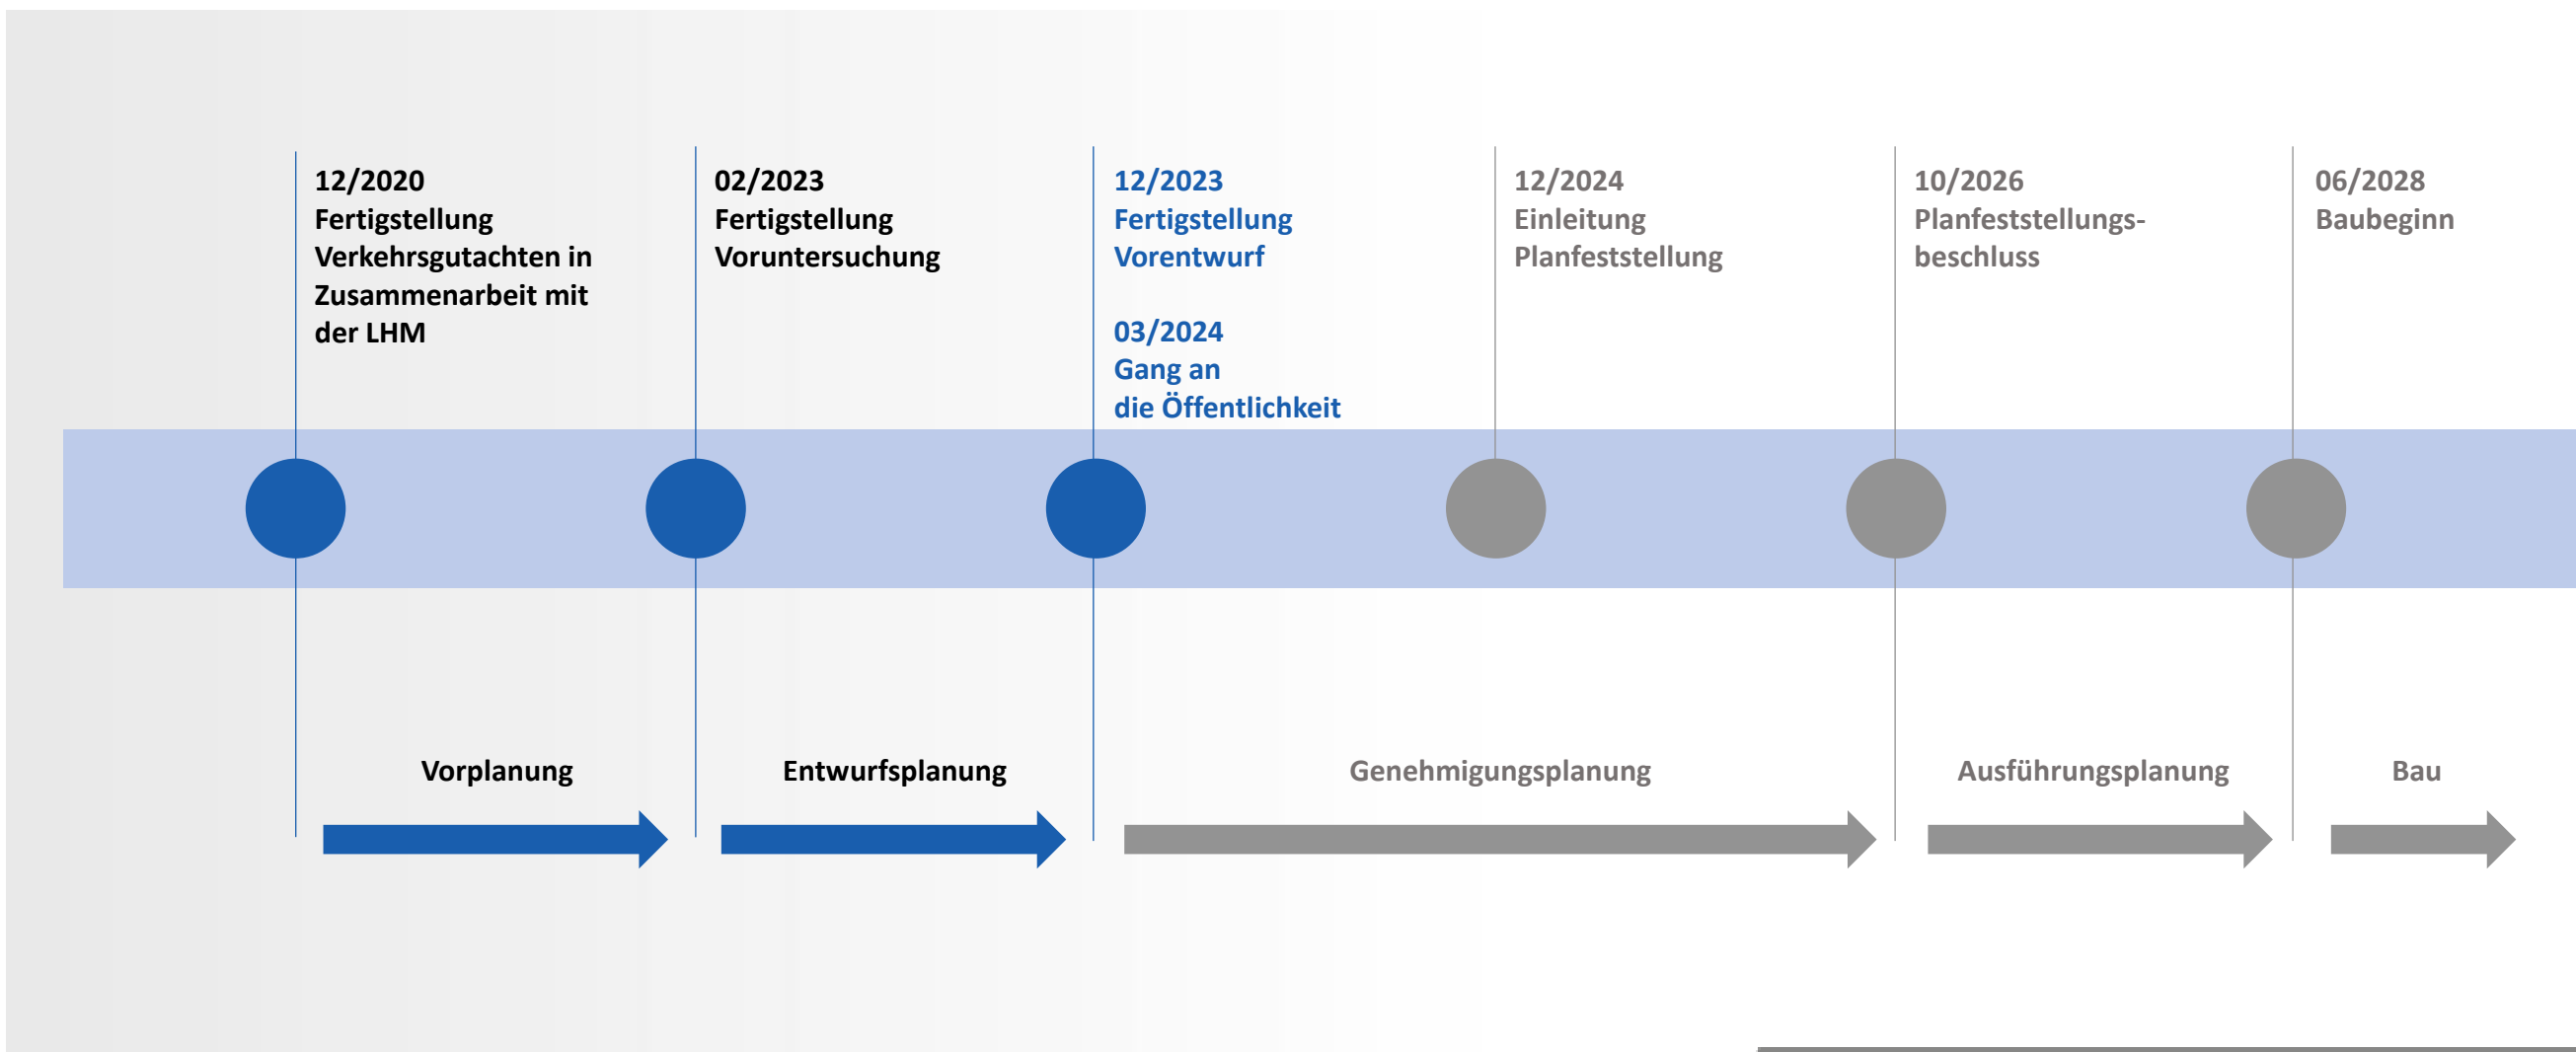 12/2020
Fertigstellung
Verkehrsgutachten in
Zusammenarbeit mit
der LHM
02/2023
Fertigstellung
Voruntersuchung
12/2023
Fertigstellung
Vorentwurf
03/2024
Gang an
die Öffentlichkeit
12/2024
Einleitung
Planfeststellung
10/2026
Planfeststellungs-
beschluss
06/2028
Baubeginn
Vorplanung
Entwurfsplanung
Genehmigungsplanung
Ausführungsplanung
Bau